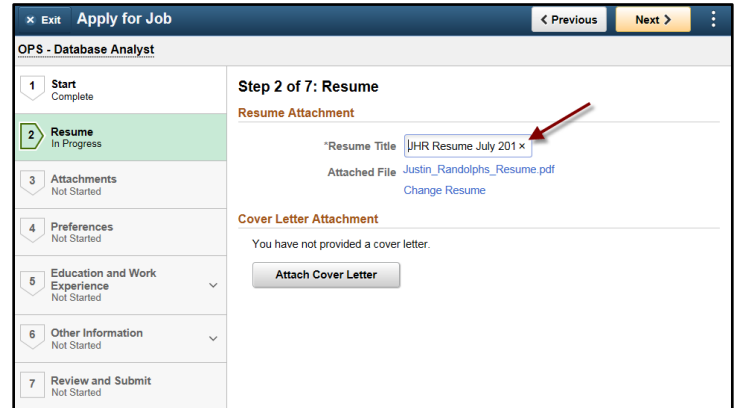 × Exit Apply for Job
Previous
Next
OPS - Database Analyst
1 Start
Complete
2 Resume
In Progress
3 Attachments
Not Started
4 Preferences
Not Started
5 Education and Work
Experience
Not Started
6 Other Information
Not Started
7 Review and Submit
Not Started
Step 2 of 7: Resume
Resume Attachment
*Resume Title JHR Resume July 201 ×
Attached File Justin_Randolphs_Resume.pdf
Change Resume
Cover Letter Attachment
You have not provided a cover letter.
Attach Cover Letter